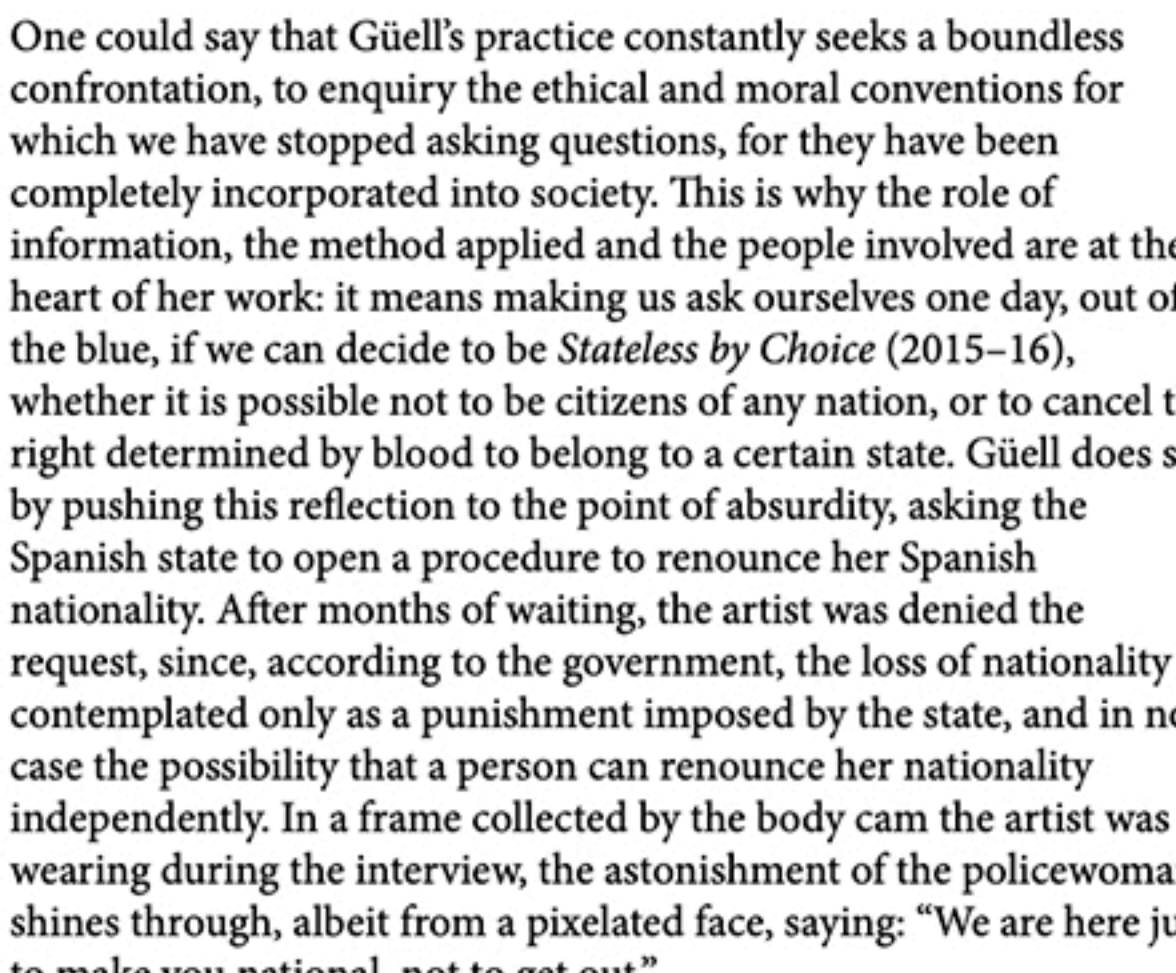 One could say that Güell’s practice constantly seeks a boundless
confrontation, to enquiry the ethical and moral conventions for
which we have stopped asking questions, for they have been
completely incorporated into society. This is why the role of
information, the method applied and the people involved are at the
heart of her work: it means making us ask ourselves one day, out of
the blue, if we can decide to be Stateless by Choice (2015–16),
whether it is possible not to be citizens of any nation, or to cancel
right determined by blood to belong to a certain state. Güell does
by pushing this reflection to the point of absurdity, asking the
Spanish state to open a procedure to renounce her Spanish
nationality. After months of waiting, the artist was denied the
request, since, according to the government, the loss of nationality
contemplated only as a punishment imposed by the state, and in no
case the possibility that a person can renounce her nationality
independently. In a frame collected by the body cam the artist was
wearing during the interview, the astonishment of the
shines through, albeit from a pixelated face, saying: “We are here
to make you national, not to get out”